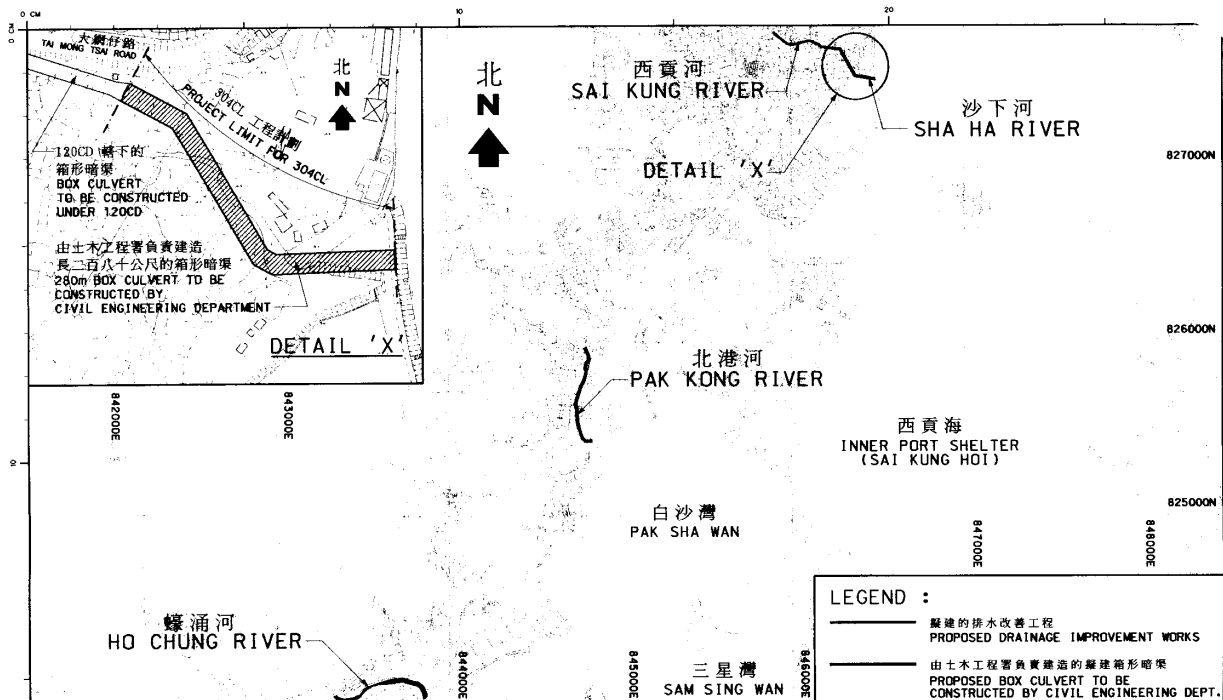 0 CM
10
20
0 CM
10
大網仔路
TAI MONG TSAI ROAD
304CL 工程計劃
PROJECT LIMIT FOR 304CL
北
N
120CD 轄下的
箱形暗渠
BOX CULVERT
TO BE CONSTRUCTED
UNDER 120CD
由土木工程署負責建造
長二百八十公尺的箱形暗渠
280m BOX CULVERT TO BE
CONSTRUCTED BY
CIVIL ENGINEERING DEPARTMENT
DETAIL 'X'
北
N
西貢河
SAI KUNG RIVER
沙下河
SHA HA RIVER
DETAIL 'X'
827000N
826000N
北港河
PAK KONG RIVER
842000E
843000E
西貢海
INNER PORT SHELTER
(SAI KUNG HOI)
825000N
白沙灣
PAK SHA WAN
847000E
848000E
蠔涌河
HO CHUNG RIVER
844000E
845000E
846000E
三星灣
SAM SING WAN
LEGEND :
擬建的排水改善工程
PROPOSED DRAINAGE IMPROVEMENT WORKS
由土木工程署負責建造的擬建箱形暗渠
PROPOSED BOX CULVERT TO BE
CONSTRUCTED BY CIVIL ENGINEERING DEPT.